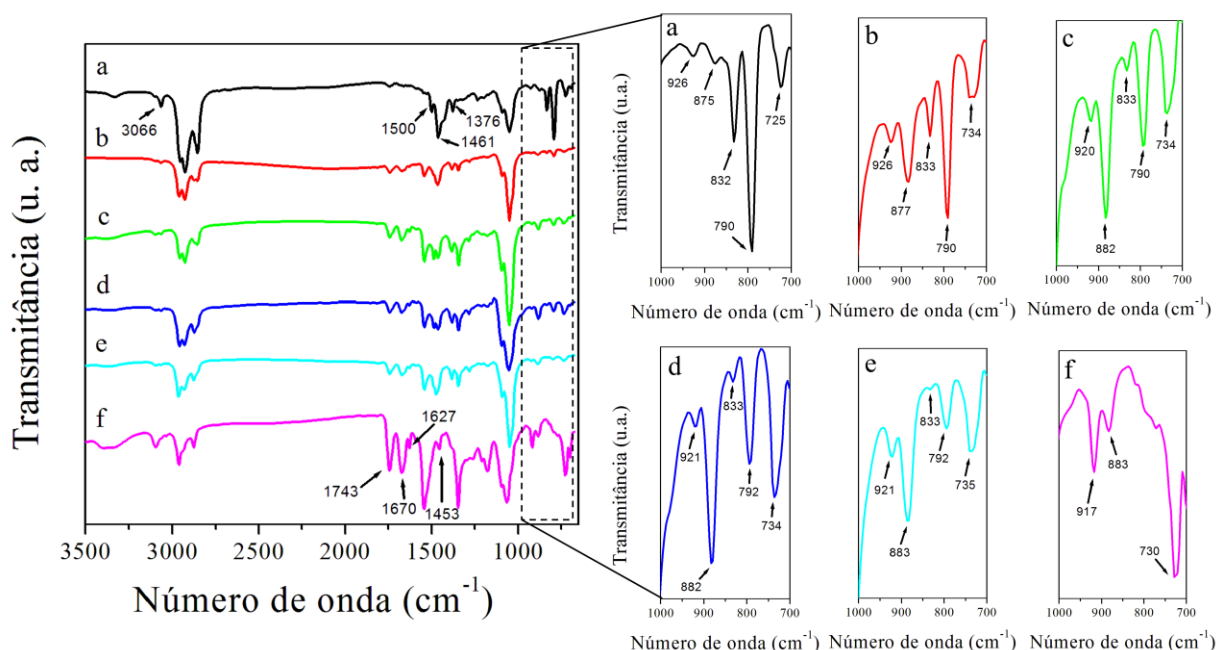 Transmitância (u. a.)
a
3066
1500
1376
1461
b
c
d
e
f
1627
1743
1670
1453
3500 3000 2500 2000 1500 1000
Número de onda (cm⁻¹)
Transmitância (u.a.)
a
926
875
832
790
725
1000 900 800 700
Número de onda (cm⁻¹)
b
926
877
833
790
734
1000 900 800 700
Número de onda (cm⁻¹)
c
920
882
833
790
734
1000 900 800 700
Número de onda (cm⁻¹)
Transmitância (u.a.)
d
921
882
833
792
734
1000 900 800 700
Número de onda (cm⁻¹)
e
921
883
833
792
735
1000 900 800 700
Número de onda (cm⁻¹)
f
917
883
730
1000 900 800 700
Número de onda (cm⁻¹)